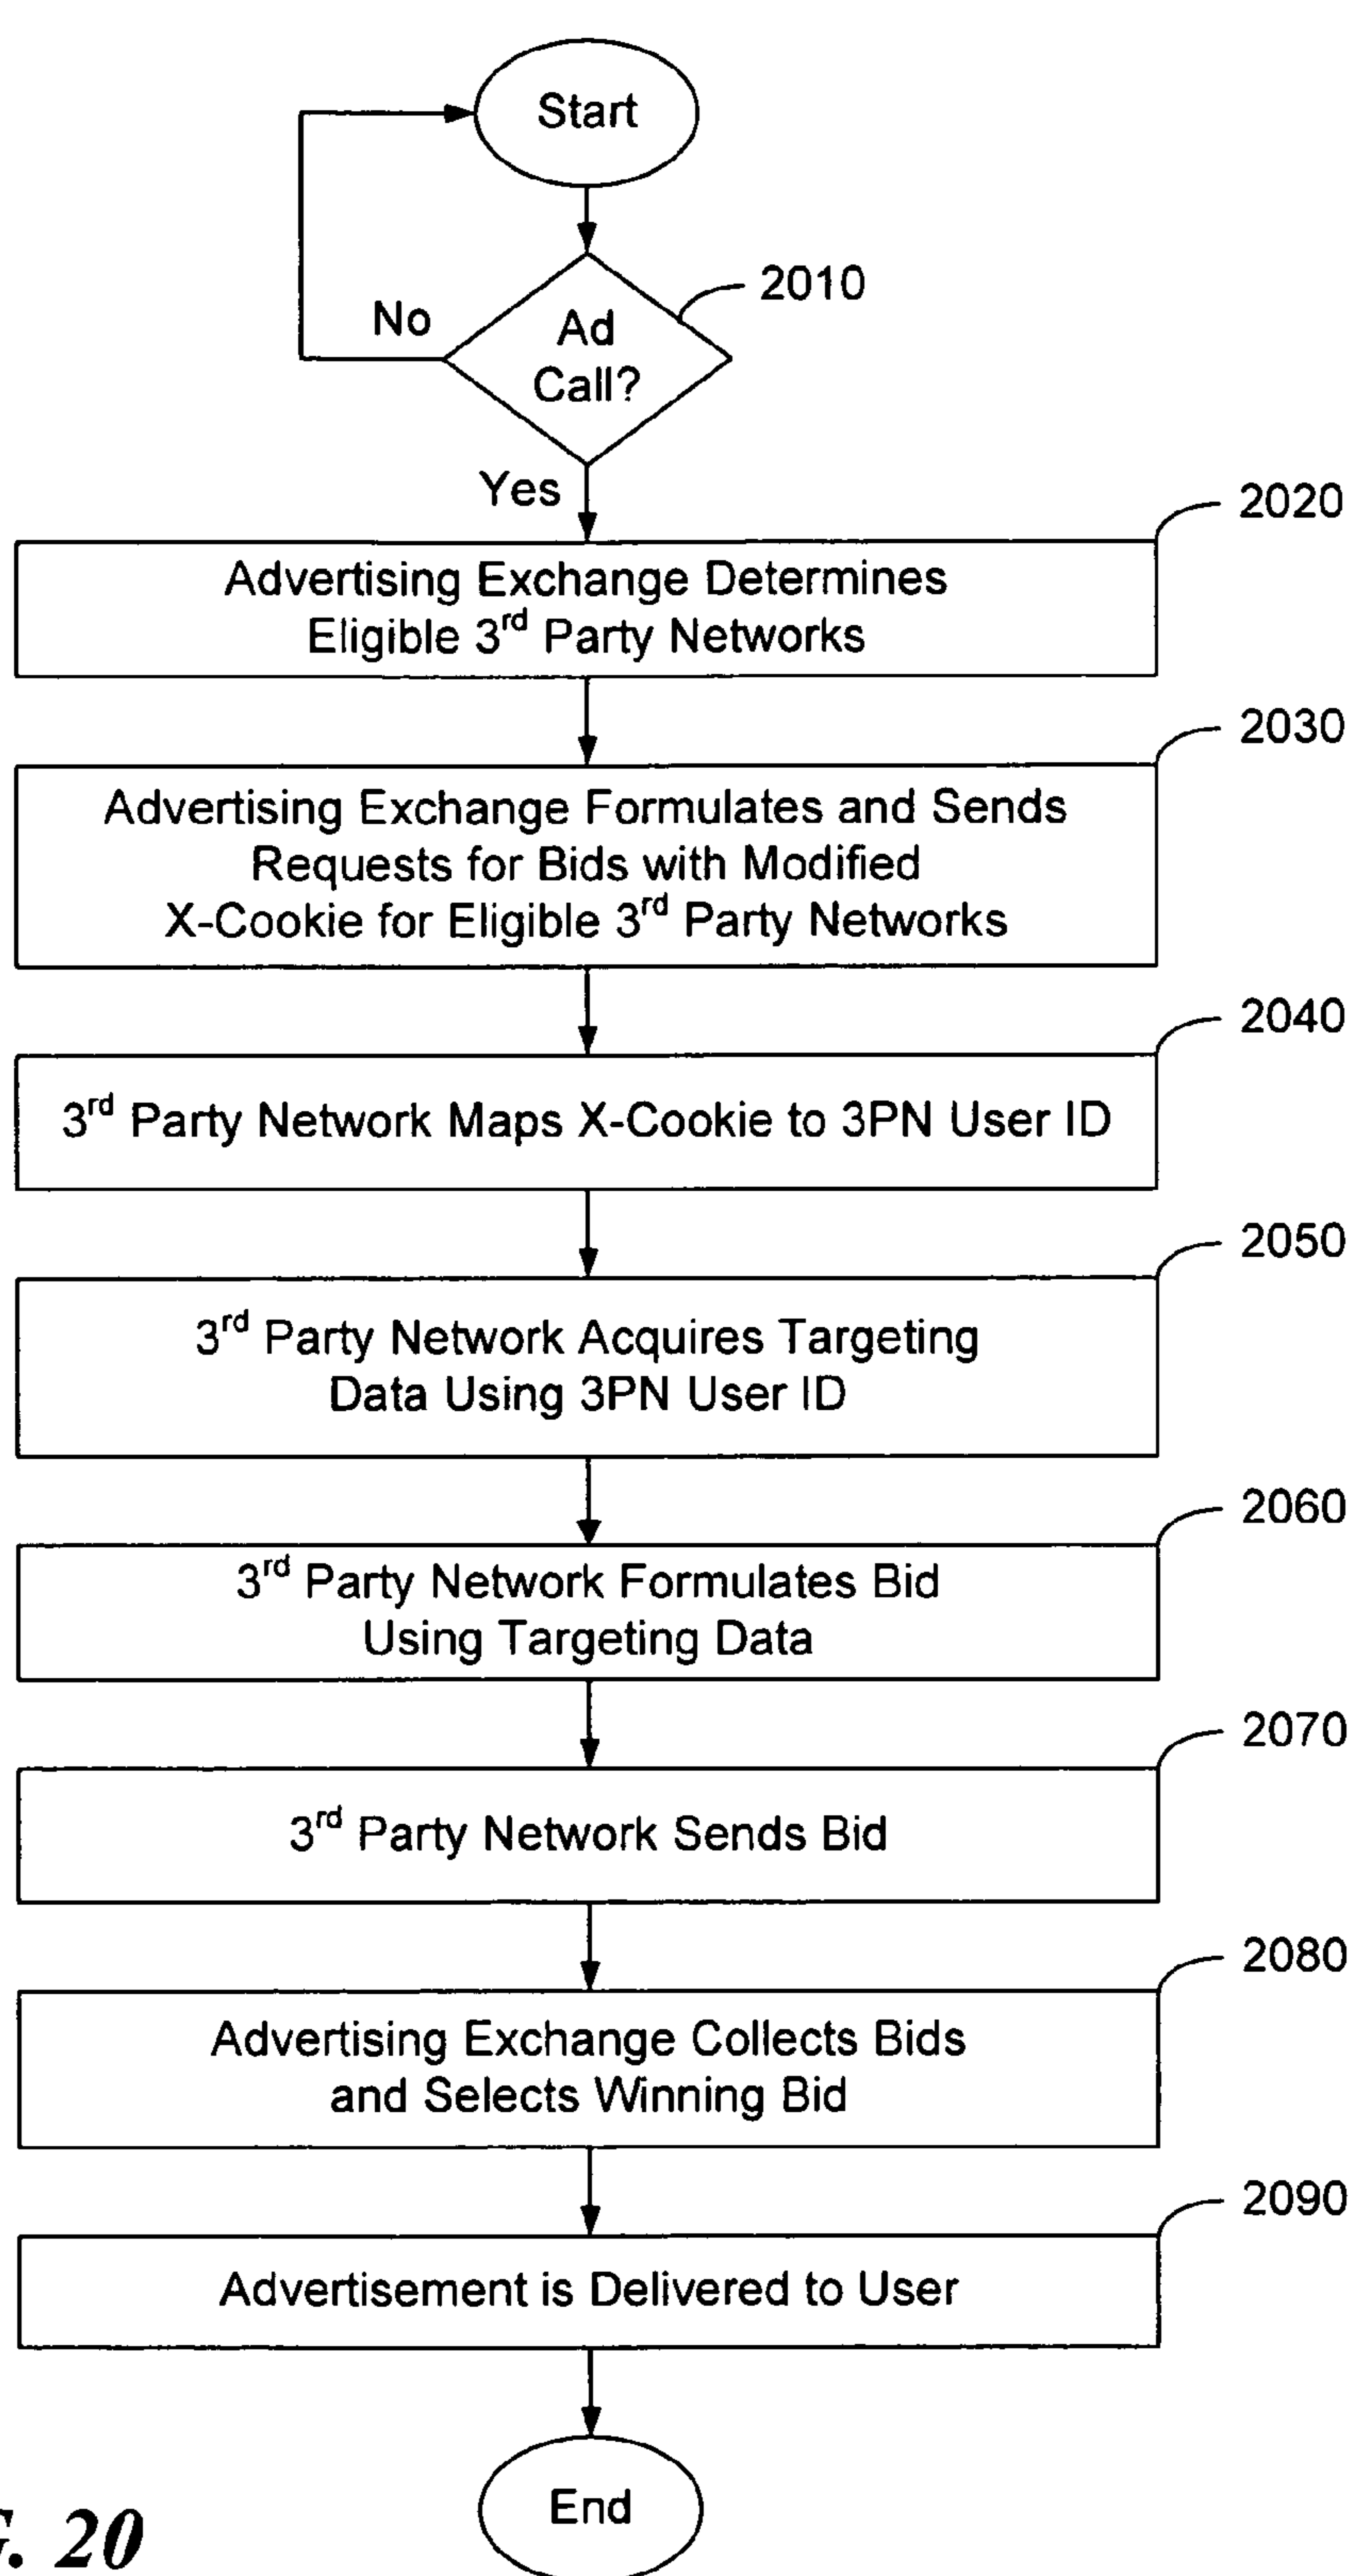 Start
2010
No
Ad
Call?
Yes
2020
Advertising Exchange Determines
Eligible 3rd Party Networks
2030
Advertising Exchange Formulates and Sends
Requests for Bids with Modified
X-Cookie for Eligible 3rd Party Networks
2040
3rd Party Network Maps X-Cookie to 3PN User ID
2050
3rd Party Network Acquires Targeting
Data Using 3PN User ID
2060
3rd Party Network Formulates Bid
Using Targeting Data
2070
3rd Party Network Sends Bid
2080
Advertising Exchange Collects Bids
and Selects Winning Bid
2090
Advertisement is Delivered to User
End
G. 20